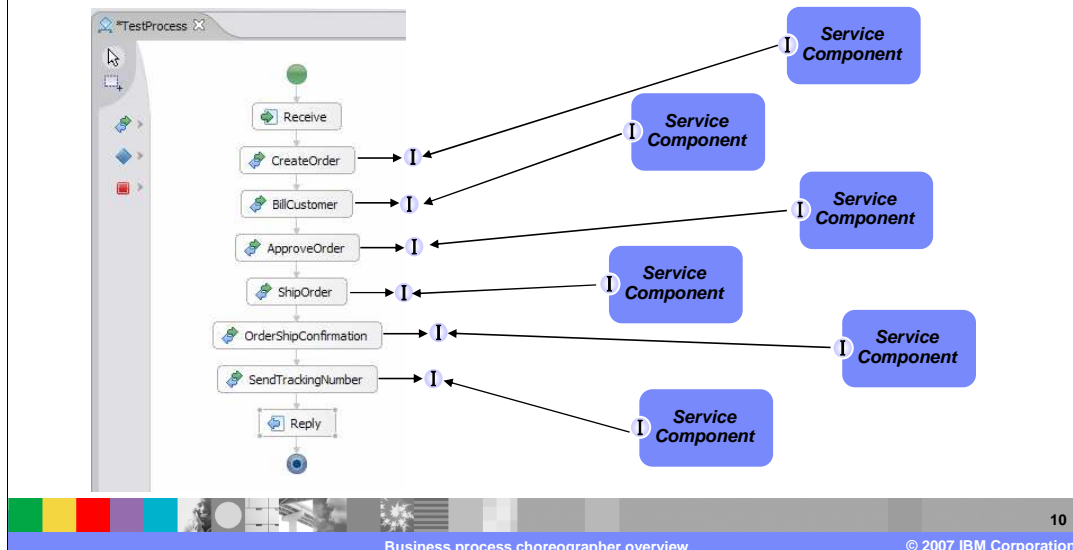 *TestProcess
Receive
CreateOrder
BillCustomer
ApproveOrder
ShipOrder
OrderShipConfirmation
SendTrackingNumber
Reply
I
I
I
I
I
I
I
Service
Component
I
Service
Component
I
Service
Component
I
Service
Component
I
Service
Component
I
Service
Component
10
Business process choreographer overview
© 2007 IBM Corporation